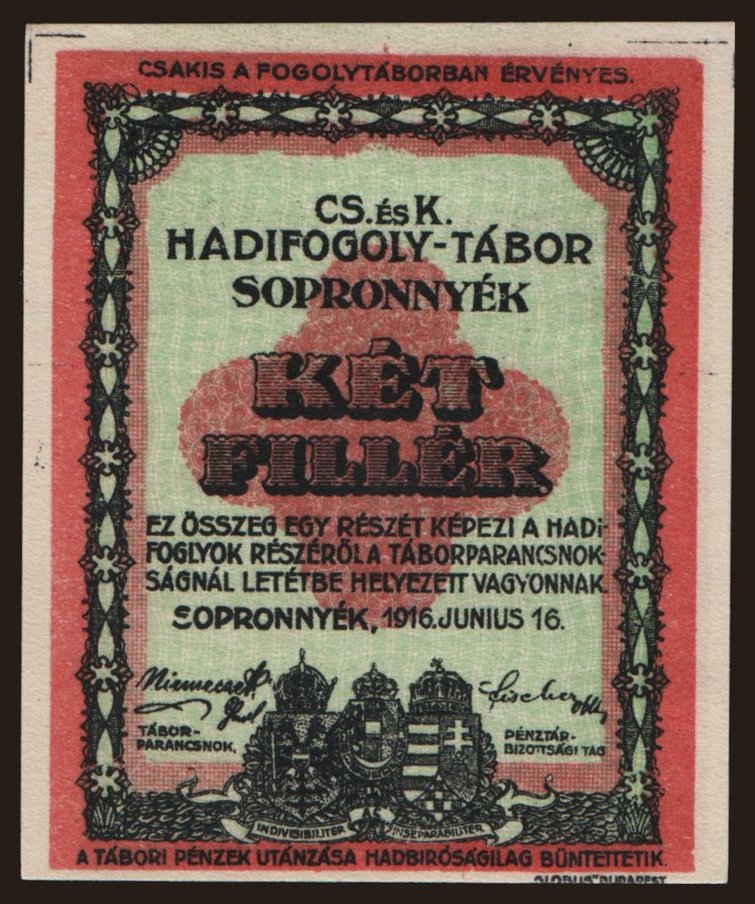 CSAKIS A FOGOLYTÁBORBAN ÉRVÉNYES.
CS. ÉS K.
HADIFOGOLY-TÁBOR
SOPRONNYÉK
KÉT
FILLÉR
EZ ÖSSZEG EGY RÉSZÉT KÉPEZI A HADI-
FOGLYOK RÉSZÉRŐL A TÁBORPARANCSNOK-
SÁGNÁL LETÉTBE HELYEZETT VAGYONNAK.
SOPRONNYÉK, 1916. JUNIUS 16.
Fischer
TÁBOR-
PARANCSNOK,
PÉNZTÁR-
BIZOTTSÁGI TAG
INDIVISIBILITER INSEPARABILITER
A TÁBORI PÉNZEK UTÁNZÁSA HADBIRÓSÁGILAG BÜNTETTETIK.
„GLOBUS" BUDAPEST